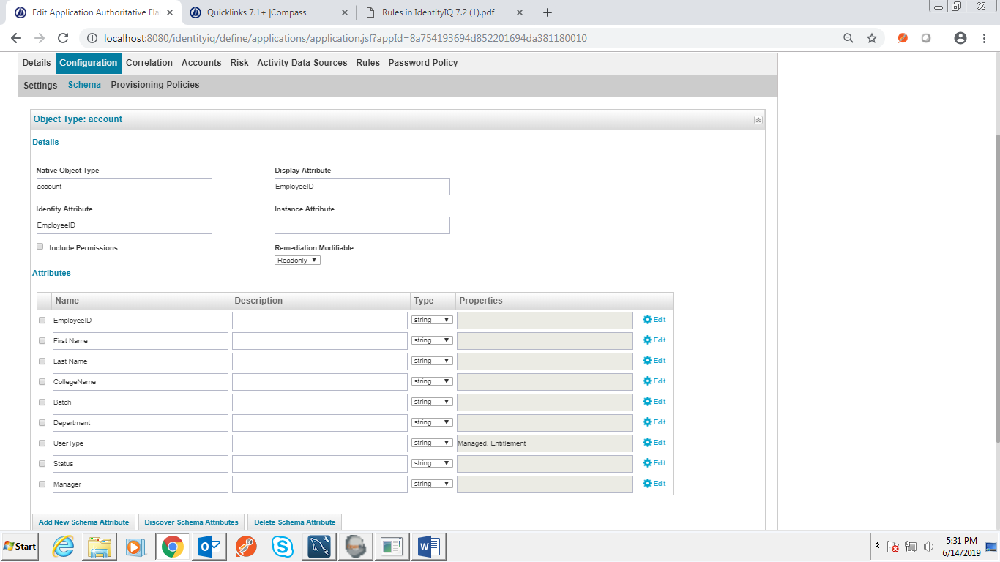 Edit Application Authoritative Fla
Quicklinks 7.1+ |Compass
Rules in IdentityIQ 7.2 (1).pdf
localhost:8080/identityiq/define/applications/application.jsf?appId=8a754193694d852201694da381180010
Details Configuration Correlation Accounts Risk Activity Data Sources Rules Password Policy
Settings Schema Provisioning Policies
Object Type: account
Details
Native Object Type Display Attribute
account EmployeeID
Identity Attribute Instance Attribute
EmployeeID
Include Permissions Remediation Modifiable
Readonly
Attributes
Name Description Type Properties
EmployeeID string Edit
First Name string Edit
Last Name string Edit
CollegeName string Edit
Batch string Edit
Department string Edit
UserType string Managed, Entitlement Edit
Status string Edit
Manager string Edit
Add New Schema Attribute Discover Schema Attributes Delete Schema Attribute
Start
5:31 PM
6/14/2019